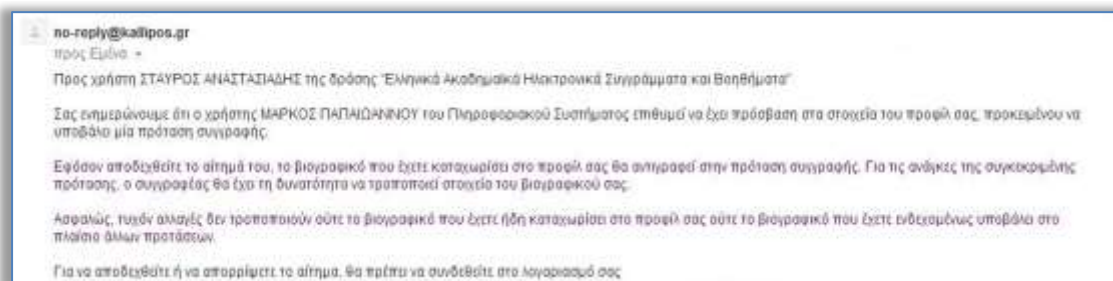 no-reply@kallipos.gr
προς Εμένα
Προς χρήστη ΣΤΑΥΡΟΣ ΑΝΑΣΤΑΣΙΑΔΗΣ της δράσης "Ελληνικά Ακαδημαϊκά Ηλεκτρονικά Συγγράμματα και Βοηθήματα"
Σας ενημερώνουμε ότι ο χρήστης ΜΑΡΚΟΣ ΠΑΠΑΙΩΑΝΝΟΥ του Πληροφοριακού Συστήματος επιθυμεί να έχει πρόσβαση στα στοιχεία του προφίλ σας, προκειμένου να
υποβάλει μία πρόταση συγγραφής.
Εφόσον αποδεχθείτε το αίτημά του, το βιογραφικό που έχετε καταχωρίσει στο προφίλ σας θα αντιγραφεί στην πρόταση συγγραφής. Για τις ανάγκες της συγκεκριμένης
πρότασης, ο συγγραφέας θα έχει τη δυνατότητα να τροποποιεί στοιχεία του βιογραφικού σας.
Ασφαλώς, τυχόν αλλαγές δεν τροποποιούν ούτε το βιογραφικό που έχετε ήδη καταχωρίσει στο προφίλ σας ούτε το βιογραφικό που έχετε ενδεχομένως υποβάλει στο
πλαίσιο άλλων προτάσεων.
Για να αποδεχθείτε ή να απορρίψετε το αίτημα, θα πρέπει να συνδεθείτε στο λογαριασμό σας